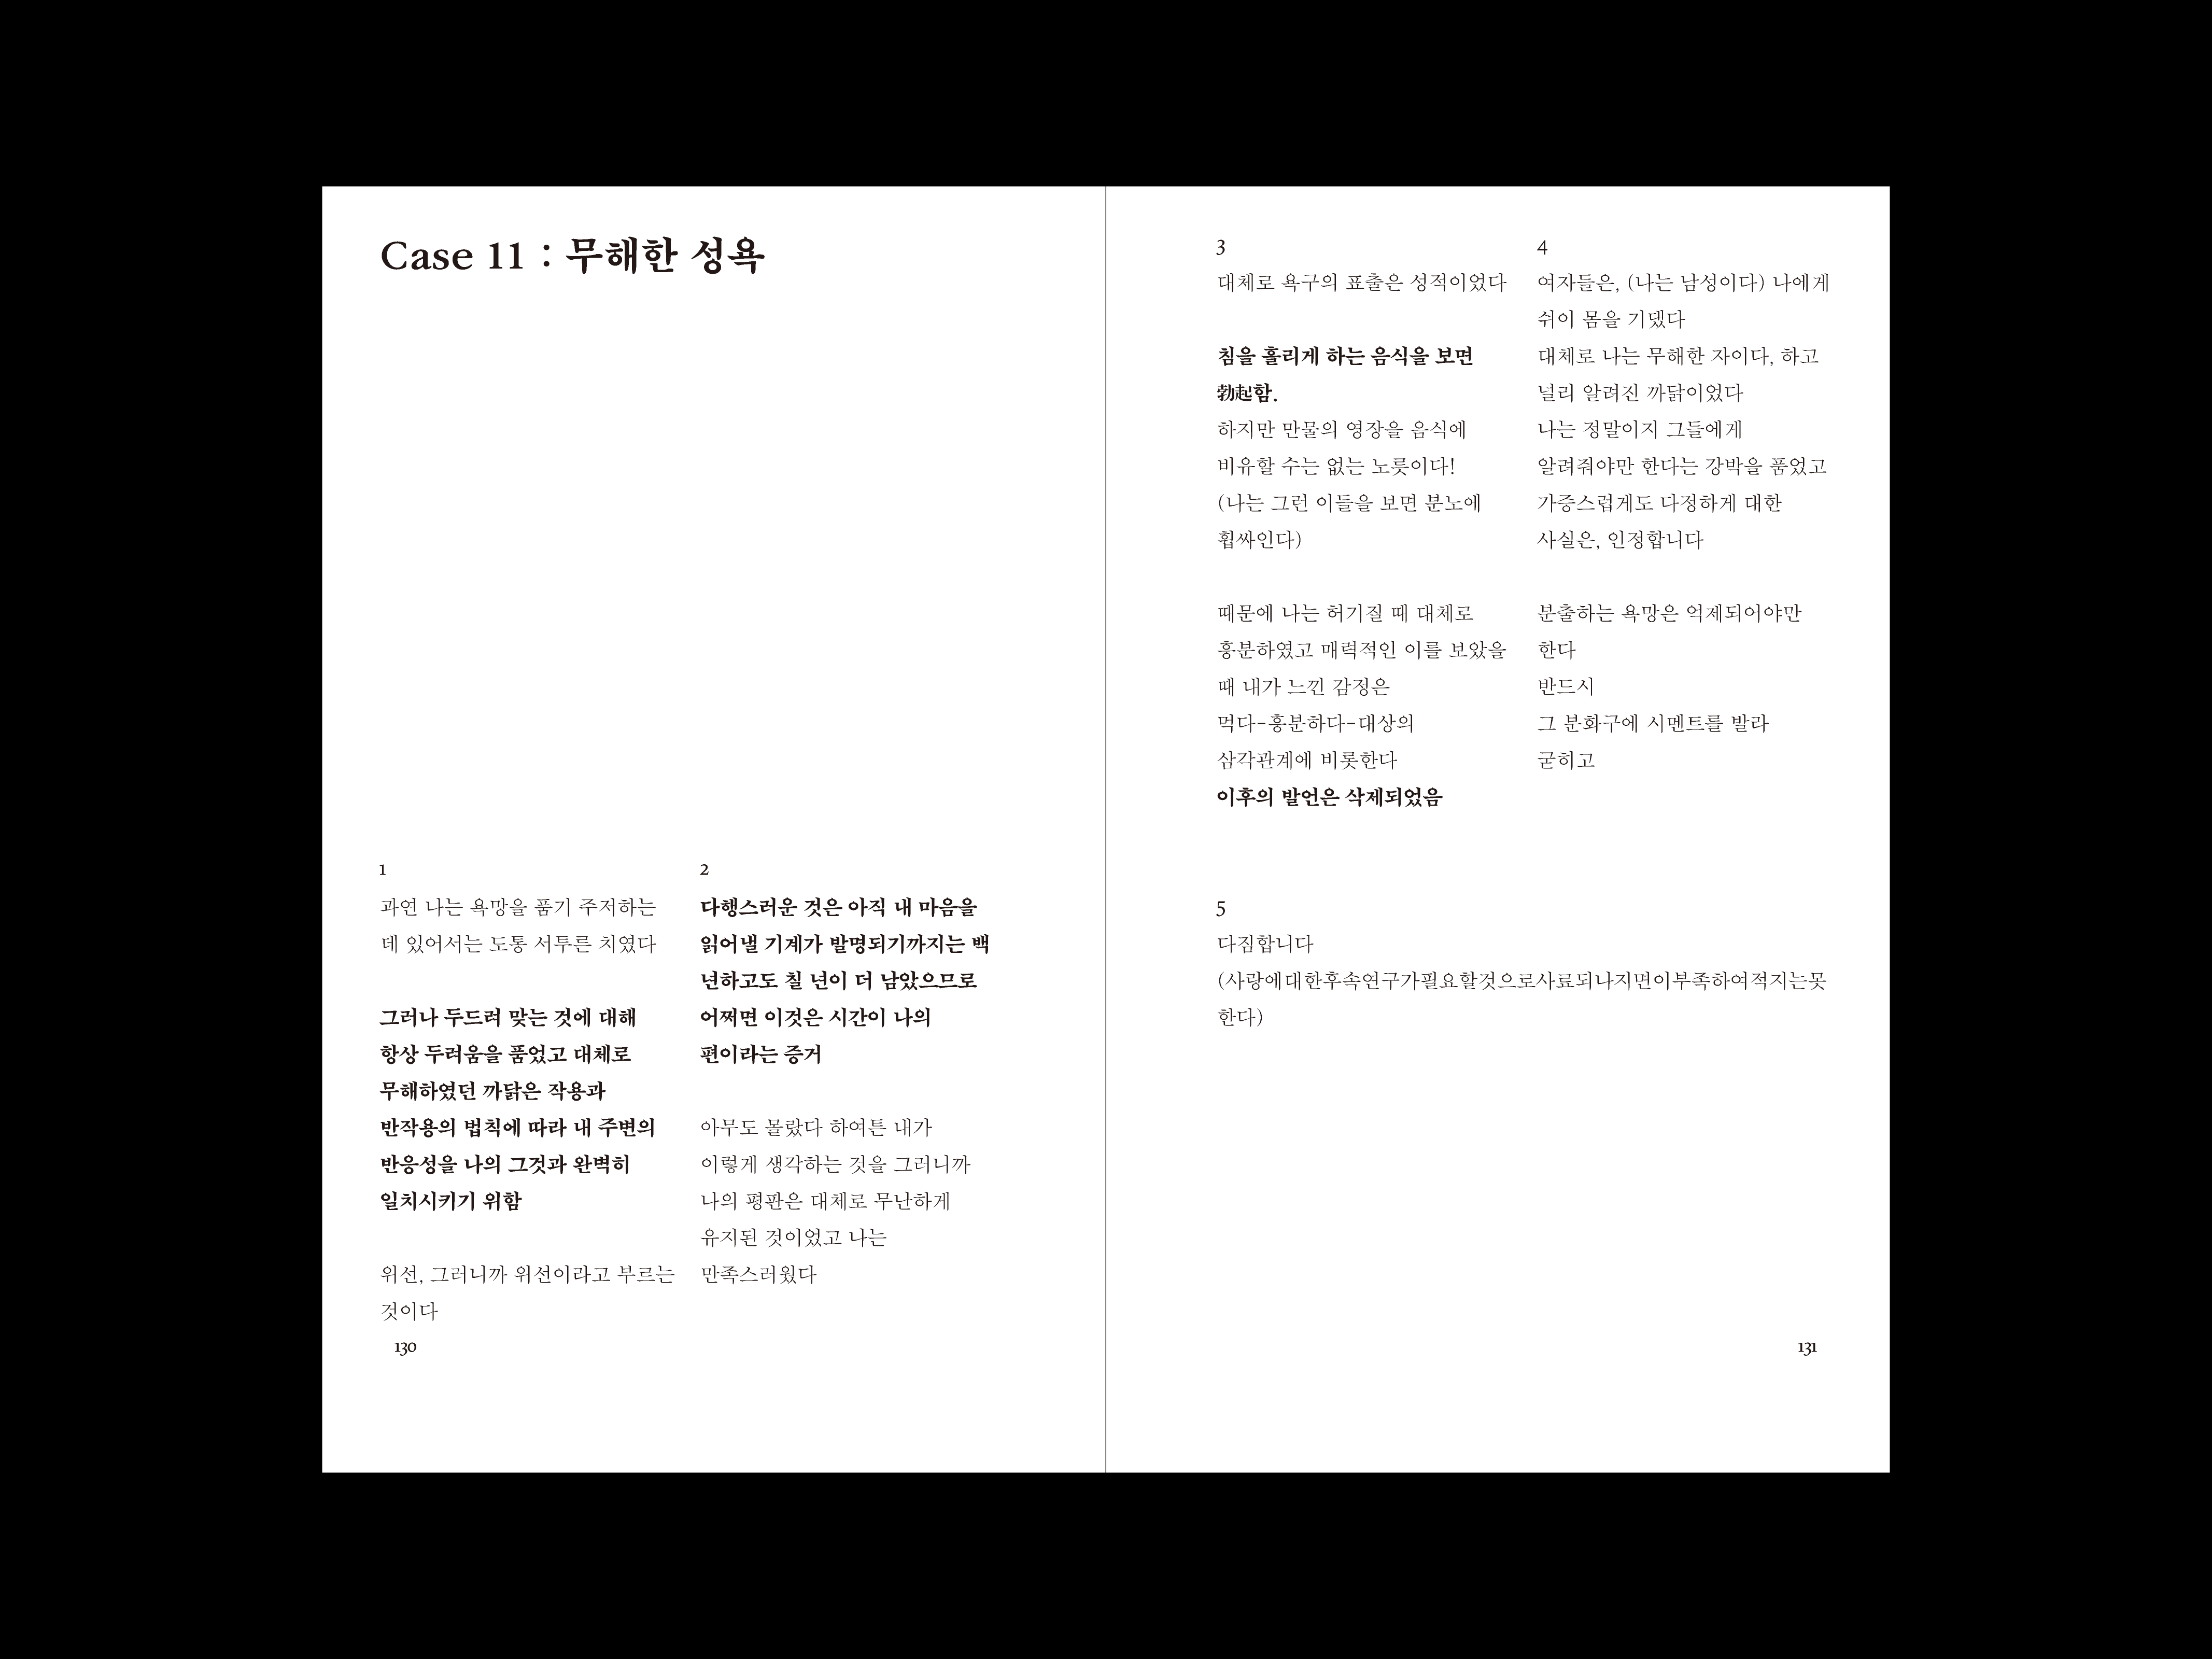 Case 11 : 무해한 성욕
1
과연 나는 욕망을 품기 주저하는
데 있어서는 도통 서투른 치였다
그러나 두드려 맞는 것에 대해
항상 두려움을 품었고 대체로
무해하였던 까닭은 작용과
반작용의 법칙에 따라 내 주변의
반응성을 나의 그것과 완벽히
일치시키기 위함
위선, 그러니까 위선이라고 부르는
것이다
2
다행스러운 것은 아직 내 마음을
읽어낼 기계가 발명되기까지는 백
년하고도 칠 년이 더 남았으므로
어쩌면 이것은 시간이 나의
편이라는 증거
아무도 몰랐다 하여튼 내가
이렇게 생각하는 것을 그러니까
나의 평판은 대체로 무난하게
유지된 것이었고 나는
만족스러웠다
130
3
대체로 욕구의 표출은 성적이었다
침을 흘리게 하는 음식을 보면
勃起함.
하지만 만물의 영장을 음식에
비유할 수는 없는 노릇이다!
(나는 그런 이들을 보면 분노에
휩싸인다)
때문에 나는 허기질 때 대체로
흥분하였고 매력적인 이를 보았을
때 내가 느낀 감정은
먹다-흥분하다-대상의
삼각관계에 비롯한다
이후의 발언은 삭제되었음
4
여자들은, (나는 남성이다) 나에게
쉬이 몸을 기댔다
대체로 나는 무해한 자이다, 하고
널리 알려진 까닭이었다
나는 정말이지 그들에게
알려줘야만 한다는 강박을 품었고
가증스럽게도 다정하게 대한
사실은, 인정합니다
분출하는 욕망은 억제되어야만
한다
반드시
그 분화구에 시멘트를 발라
굳히고
5
다짐합니다
(사랑에대한후속연구가필요할것으로사료되나지면이부족하여적지는못
한다)
131